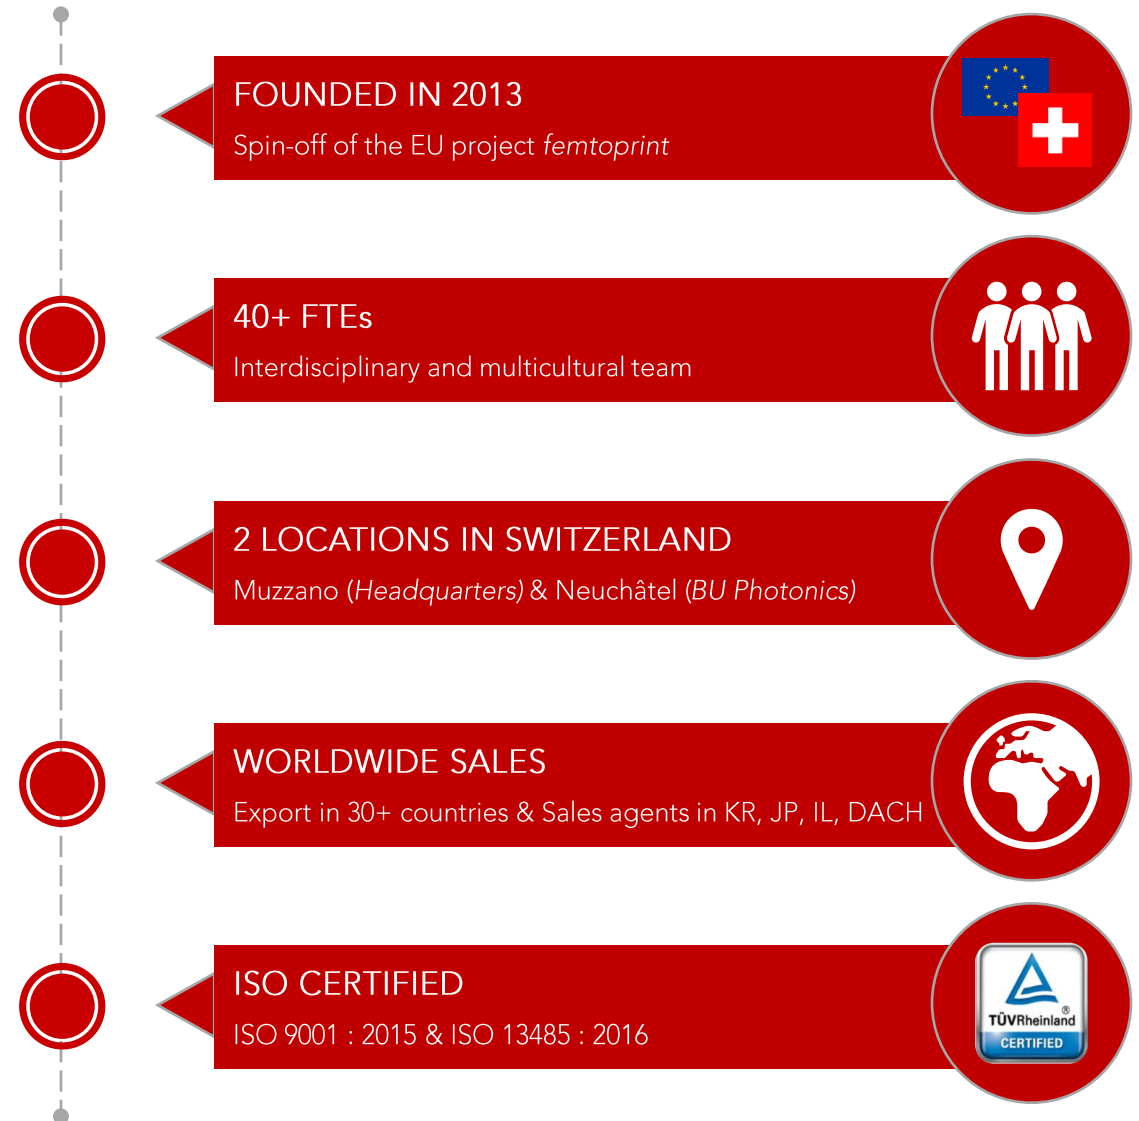 FOUNDED IN 2013
Spin-off of the EU project femtoprint
40+ FTEs
Interdisciplinary and multicultural team
2 LOCATIONS IN SWITZERLAND
Muzzano (Headquarters) & Neuchâtel (BU Photonics)
WORLDWIDE SALES
Export in 30+ countries & Sales agents in KR, JP, IL, DACH
ISO CERTIFIED
ISO 9001 : 2015 & ISO 13485 : 2016
®
TÜVRheinland
CERTIFIED